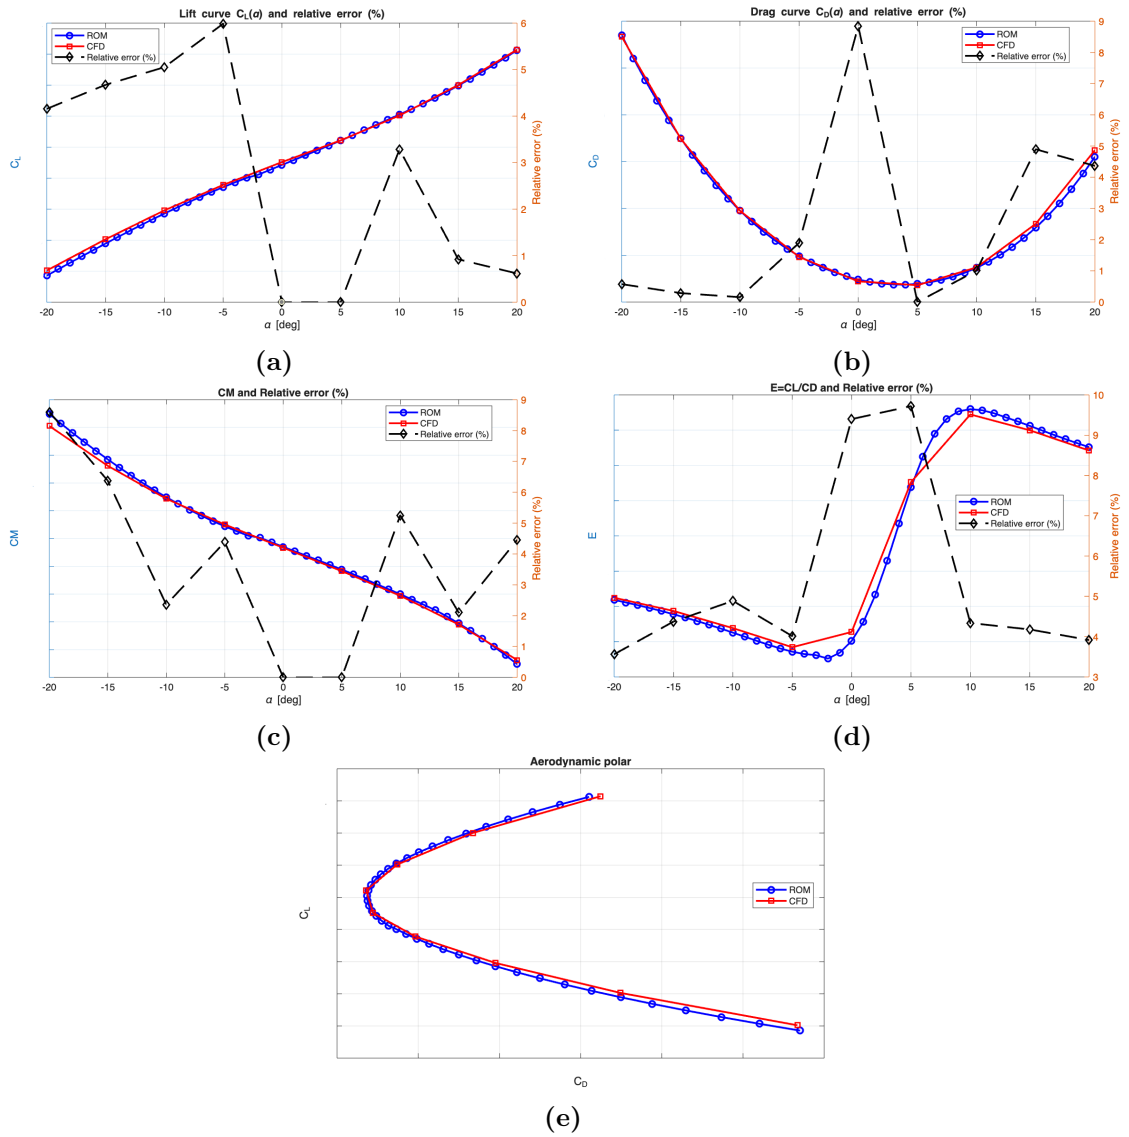 Lift curve C_L(α) and relative error (%)
ROM
CFD
Relative error (%)
C_L
Relative error (%)
0
1
2
3
4
5
6
-20 -15 -10 -5 0 5 10 15 20
α [deg]
(a)
Drag curve C_D(α) and relative error (%)
ROM
CFD
Relative error (%)
C_D
Relative error (%)
0
1
2
3
4
5
6
7
8
9
-20 -15 -10 -5 0 5 10 15 20
α [deg]
(b)
CM and Relative error (%)
ROM
CFD
Relative error (%)
CM
Relative error (%)
0
1
2
3
4
5
6
7
8
9
-20 -15 -10 -5 0 5 10 15 20
α [deg]
(c)
E=CL/CD and Relative error (%)
ROM
CFD
Relative error (%)
E
Relative error (%)
3
4
5
6
7
8
9
10
-20 -15 -10 -5 0 5 10 15 20
α [deg]
(d)
Aerodynamic polar
ROM
CFD
C_L
C_D
(e)